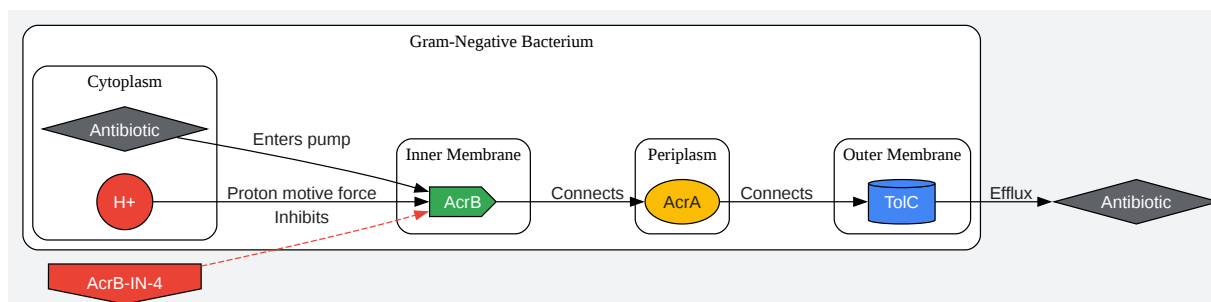 Gram-Negative Bacterium
Cytoplasm
Antibiotic
Enters pump
Inner Membrane
Periplasm
Outer Membrane
H+
Proton motive force
Inhibits
AcrB
Connects
AcrA
Connects
TolC
Efflux
Antibiotic
AcrB-IN-4